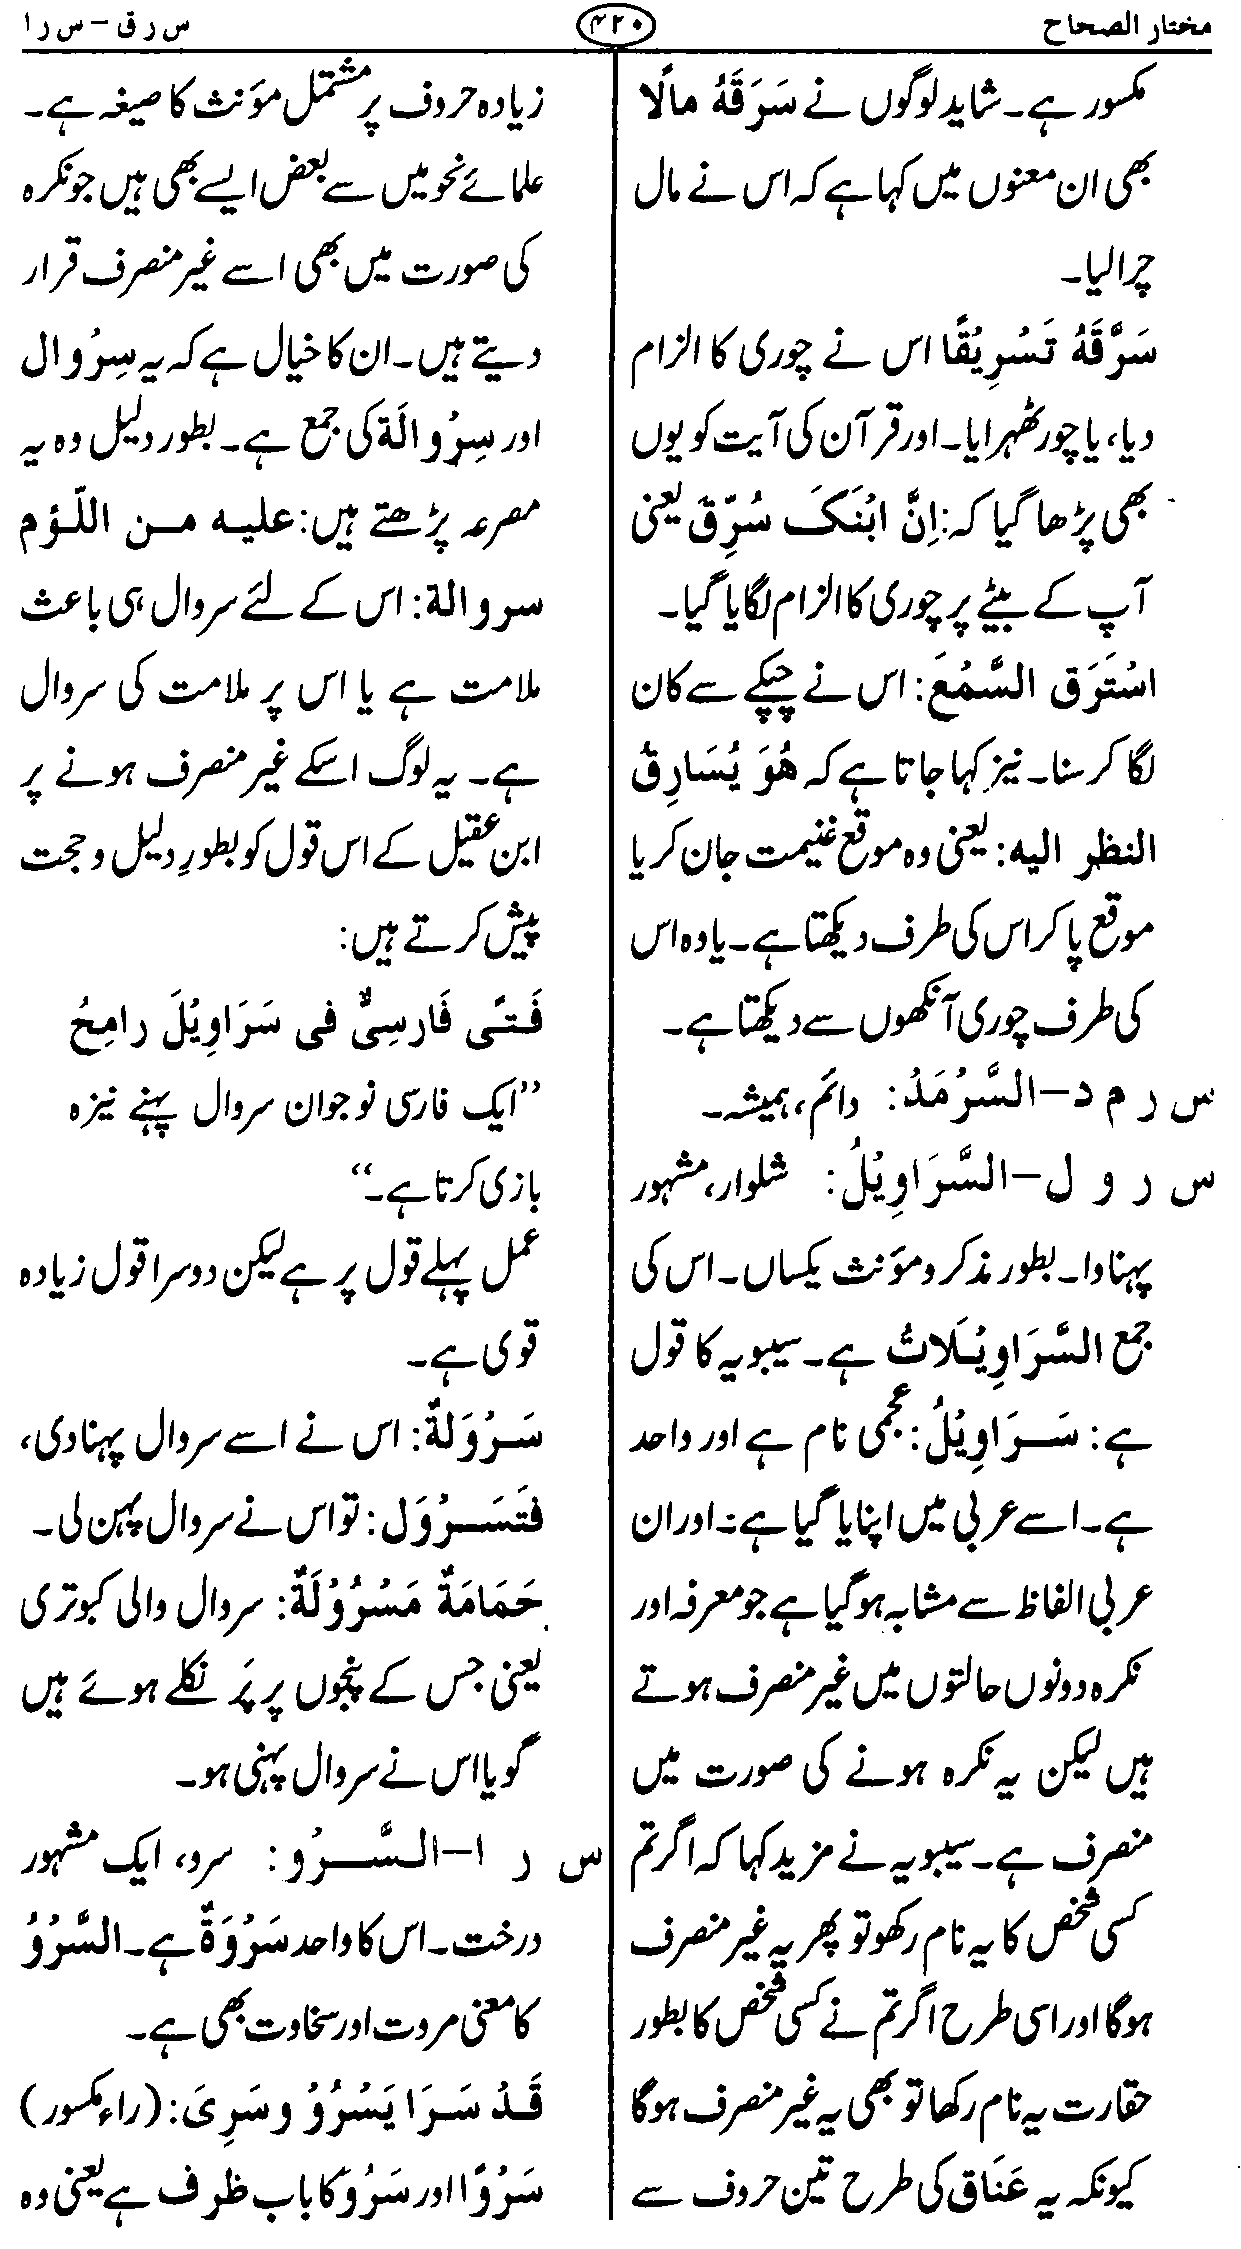 مختار الصحاح
۴۲۰
س ر ق – س ر ا
مکسور ہے۔ شاید لوگوں نے سَرَقَهُ مالًا
بھی ان معنوں میں کہا ہے کہ اس نے مال
چرالیا۔
سَرَّقَهُ تَسْرِيْقًا اس نے چوری کا الزام
دیا، یا چور ٹھہرایا۔ اور قرآن کی آیت کو یوں
بھی پڑھا گیا کہ: اِنَّ ابْنَکَ سُرِّقَ یعنی
آپ کے بیٹے پر چوری کا الزام لگایا گیا۔
اسْتَرَق السَّمْعَ: اس نے چپکے سے کان
لگا کر سنا۔ نیز کہا جاتا ہے کہ هُوَ يُسَارِقُ
النظر الیه: یعنی وہ موقع غنیمت جان کر یا
موقع پا کر اس کی طرف دیکھتا ہے۔ یا وہ اس
کی طرف چوری آنکھوں سے دیکھتا ہے۔
س ر م د – السَّرْمَدُ: دائم، ہمیشہ۔
س ر و ل – السَّرَاوِيْلُ: شلوار، مشہور
پہناوا۔ بطور مذکر و مؤنث یکساں۔ اس کی
جمع السَّرَاوِيْلَاتُ ہے۔ سیبویہ کا قول
ہے: سَرَاوِيْلُ: عجمی نام ہے اور واحد
ہے۔ اسے عربی میں اپنایا گیا ہے۔ اور ان
عربی الفاظ سے مشابہ ہو گیا ہے جو معرفہ اور
نکرہ دونوں حالتوں میں غیر منصرف ہوتے
ہیں لیکن یہ نکرہ ہونے کی صورت میں
منصرف ہے۔ سیبویہ نے مزید کہا کہ اگر تم
کسی شخص کا یہ نام رکھو تو پھر یہ غیر منصرف
ہوگا اور اسی طرح اگر تم نے کسی شخص کا بطور
حقارت یہ نام رکھا تو بھی یہ غیر منصرف ہوگا
کیونکہ یہ عَنَاق کی طرح تین حروف سے
زیادہ حروف پر مشتمل مؤنث کا صیغہ ہے۔
علمائے نحو میں سے بعض ایسے بھی ہیں جو نکرہ
کی صورت میں بھی اسے غیر منصرف قرار
دیتے ہیں۔ ان کا خیال ہے کہ یہ سِرْوال
اور سِرْوالَة کی جمع ہے۔ بطور دلیل وہ یہ
مصرعہ پڑھتے ہیں: علیه من اللّؤم
سروالة: اس کے لئے سروال ہی باعث
ملامت ہے یا اس پر ملامت کی سروال
ہے۔ یہ لوگ اسکے غیر منصرف ہونے پر
ابن عقیل کے اس قول کو بطورِ دلیل و حجت
پیش کرتے ہیں:
فَتًى فَارِسِيٌّ فی سَرَاوِيْلَ رامِحُ
”ایک فارسی نوجوان سروال پہنے نیزہ
بازی کرتا ہے۔“
عمل پہلے قول پر ہے لیکن دوسرا قول زیادہ
قوی ہے۔
سَرْوَلةٌ: اس نے اسے سروال پہنا دی،
فَتَسَرْوَل: تو اس نے سروال پہن لی۔
حَمَامَةٌ مَسْرُوْلَةٌ: سروال والی کبوتری
یعنی جس کے پنجوں پر پَر نکلے ہوئے ہیں
گویا اس نے سروال پہنی ہو۔
س ر ا – السَّرْو: سرو، ایک مشہور
درخت۔ اس کا واحد سَرْوَةٌ ہے۔ السَّرْوُ
کا معنی مروت اور سخاوت بھی ہے۔
قَدْ سَرَا يَسْرُوْ وسَرِیَ: (راء مکسور)
سَرْوًا اور سَرْوٌ کا باب ظرف ہے یعنی وہ